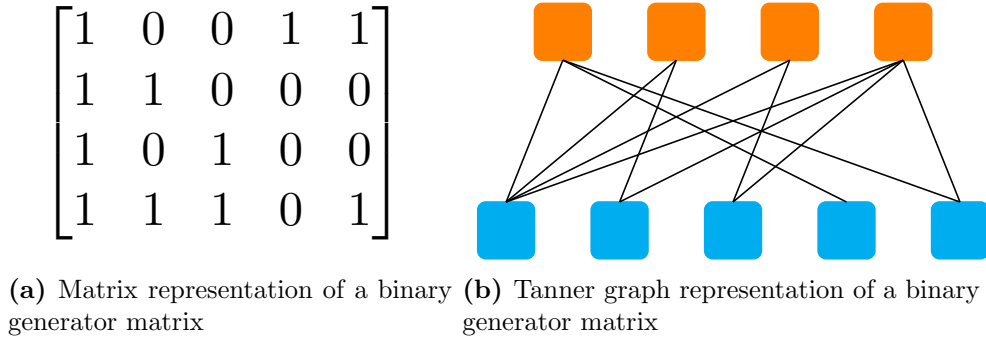 1 0 0 1 1
1 1 0 0 0
1 0 1 0 0
1 1 1 0 1
(a) Matrix representation of a binary
generator matrix
(b) Tanner graph representation of a binary
generator matrix